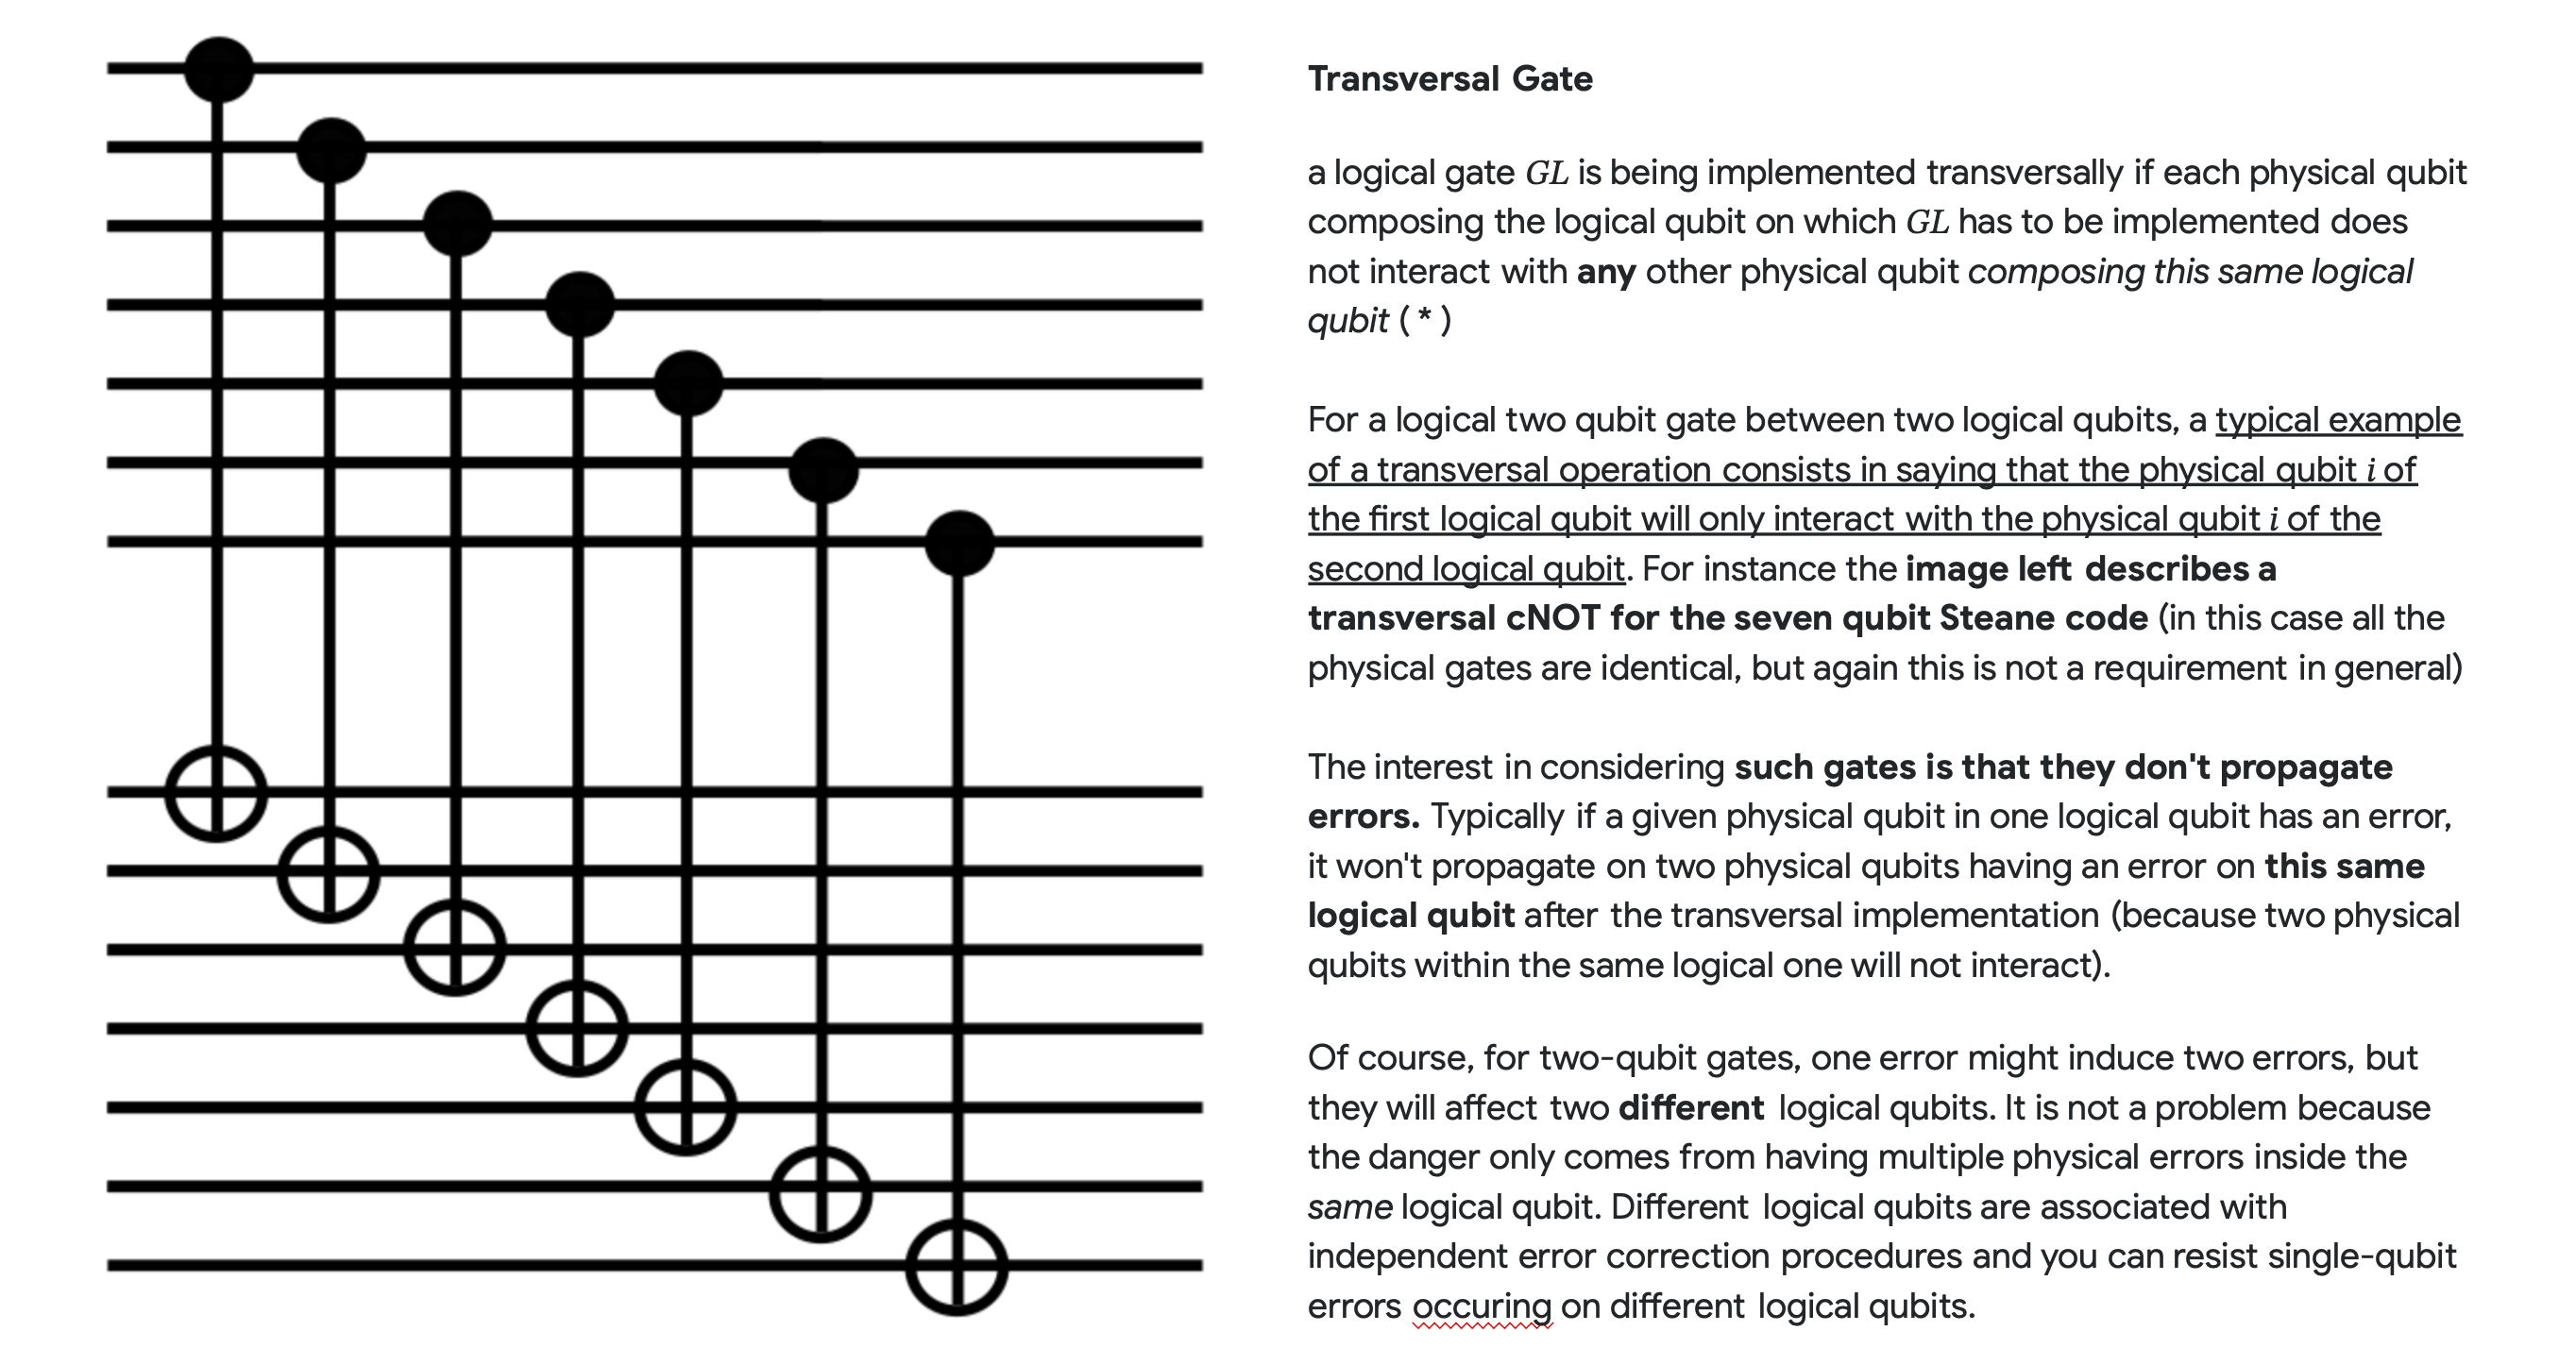 Transversal Gate
a logical gate GL is being implemented transversally if each physical qubit
composing the logical qubit on which GL has to be implemented does
not interact with any other physical qubit composing this same logical
qubit ( * )
For a logical two qubit gate between two logical qubits, a typical example
of a transversal operation consists in saying that the physical qubit i of
the first logical qubit will only interact with the physical qubit i of the
second logical qubit. For instance the image left describes a
transversal cNOT for the seven qubit Steane code (in this case all the
physical gates are identical, but again this is not a requirement in general)
The interest in considering such gates is that they don't propagate
errors. Typically if a given physical qubit in one logical qubit has an error,
it won't propagate on two physical qubits having an error on this same
logical qubit after the transversal implementation (because two physical
qubits within the same logical one will not interact).
Of course, for two-qubit gates, one error might induce two errors, but
they will affect two different logical qubits. It is not a problem because
the danger only comes from having multiple physical errors inside the
same logical qubit. Different logical qubits are associated with
independent error correction procedures and you can resist single-qubit
errors occuring on different logical qubits.